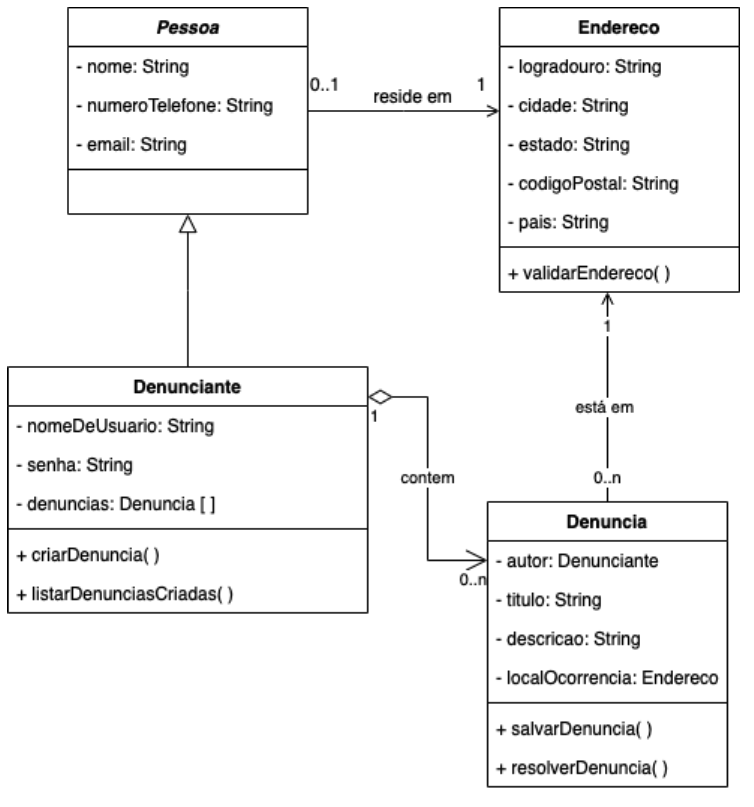 Pessoa
- nome: String
- numeroTelefone: String
- email: String
0..1
reside em
1
Endereco
- logradouro: String
- cidade: String
- estado: String
- codigoPostal: String
- pais: String
+ validarEndereco( )
1
está em
0..n
Denunciante
- nomeDeUsuario: String
- senha: String
- denuncias: Denuncia [ ]
+ criarDenuncia( )
+ listarDenunciasCriadas( )
1
contem
0..n
Denuncia
- autor: Denunciante
- titulo: String
- descricao: String
- localOcorrencia: Endereco
+ salvarDenuncia( )
+ resolverDenuncia( )